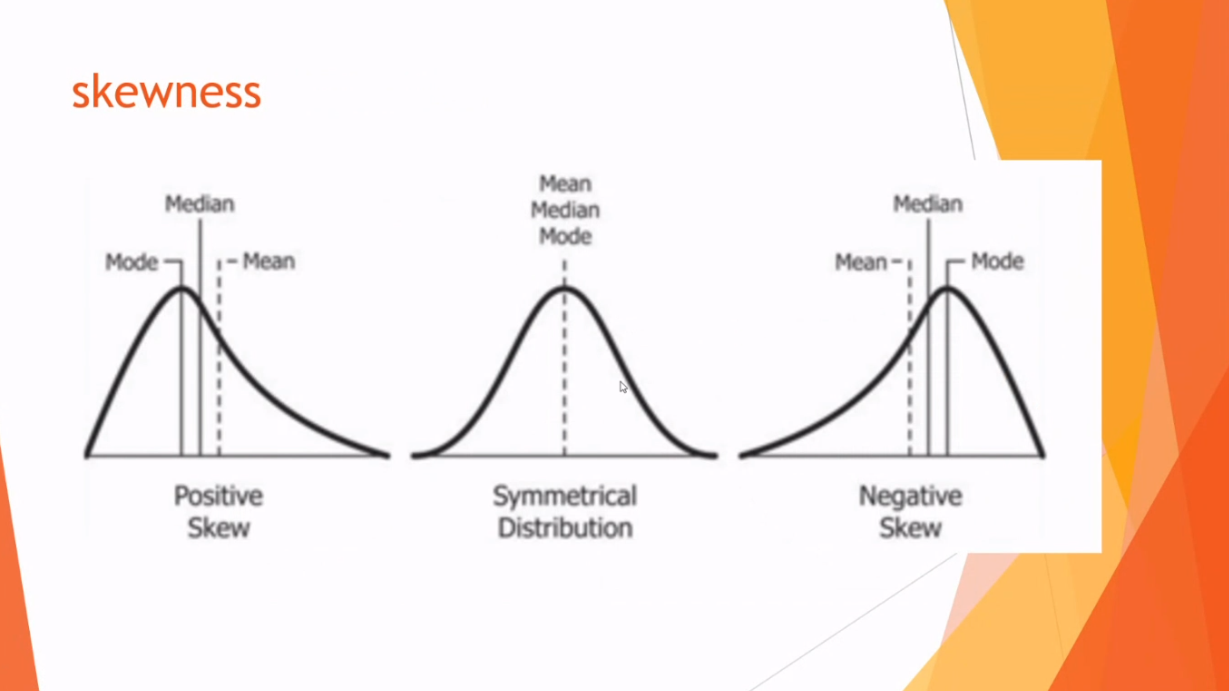 skewness
Median
Mode
Mean
Positive
Skew
Mean
Median
Mode
Symmetrical
Distribution
Median
Mean
Mode
Negative
Skew